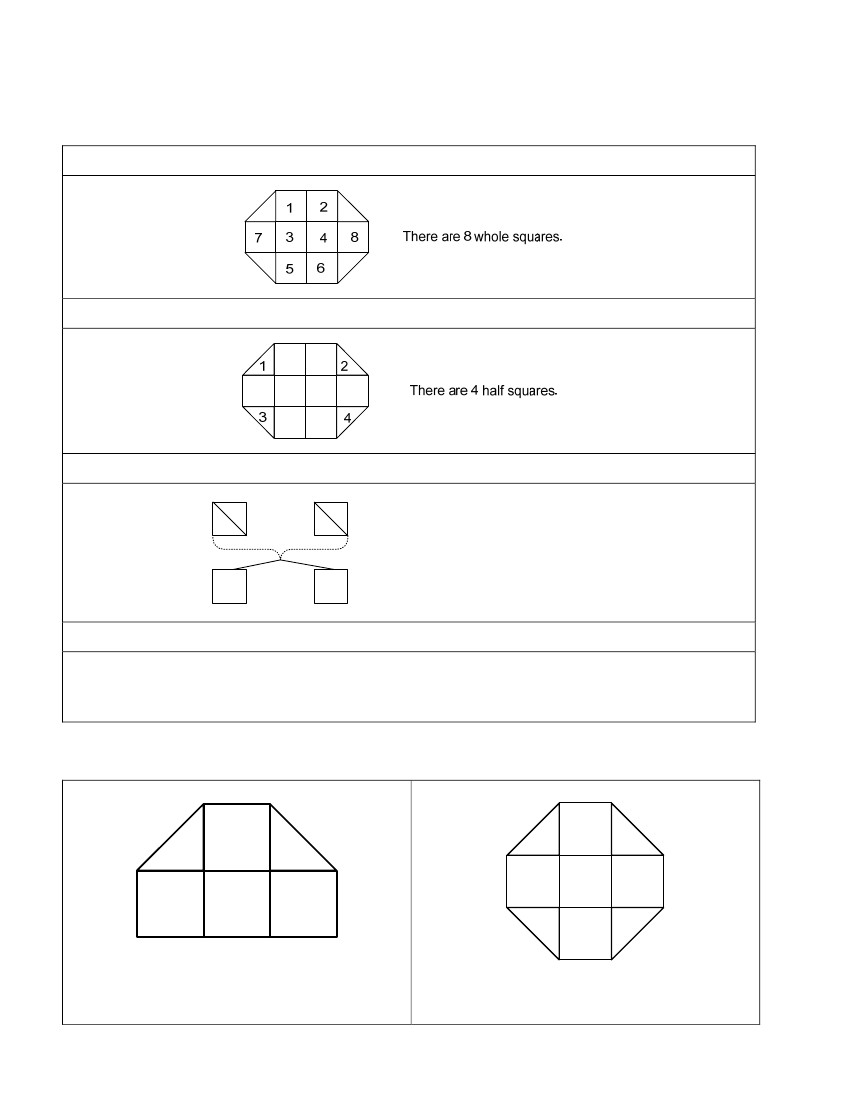 1 2
7 3 4 8
5 6
There are 8 whole squares.
1 2
3 4
There are 4 half squares.